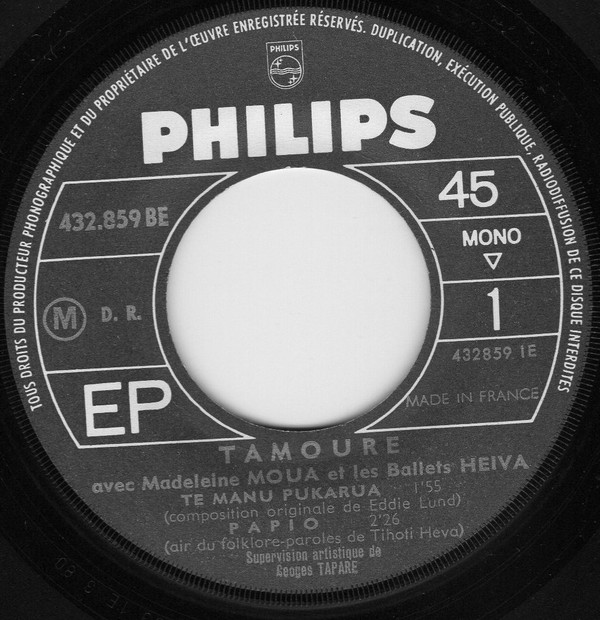 TOUS DROITS DU PRODUCTEUR PHONOGRAPHIQUE ET DU PROPRIÉTAIRE DE L'ŒUVRE ENREGISTRÉE RÉSERVÉS. DUPLICATION, EXÉCUTION PUBLIQUE, RADIODIFFUSION DE CE DISQUE INTERDITES
PHILIPS
PHILIPS
432.859 BE
45
MONO
M D. R.
1
432859 1E
EP
MADE IN FRANCE
TAMOURE
avec Madeleine MOUA et les Ballets HEIVA
TE MANU PUKARUA 1'55
(composition originale de Eddie Lund)
PAPIO 2'26
(air du folklore-paroles de Tihoti Heva)
Supervision artistique de
Georges TAPARE